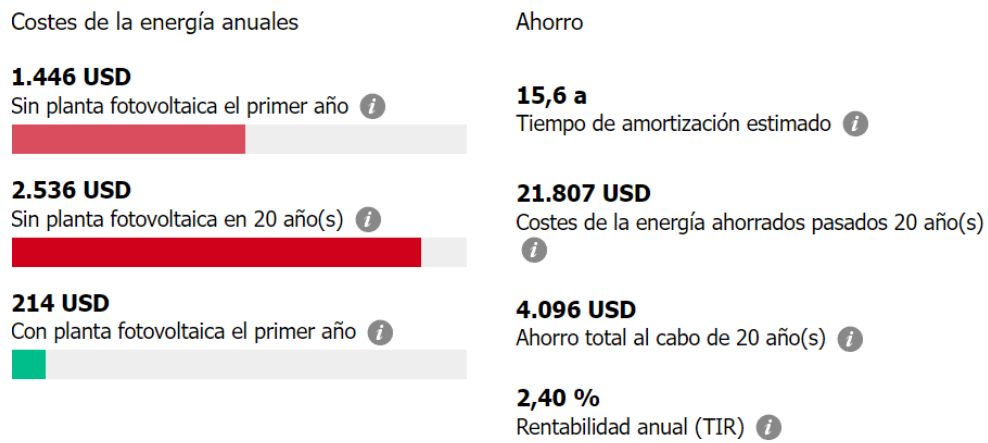 Costes de la energía anuales
1.446 USD
Sin planta fotovoltaica el primer año i
2.536 USD
Sin planta fotovoltaica en 20 año(s) i
214 USD
Con planta fotovoltaica el primer año i
Ahorro
15,6 a
Tiempo de amortización estimado i
21.807 USD
Costes de la energía ahorrados pasados 20 año(s)
i
4.096 USD
Ahorro total al cabo de 20 año(s) i
2,40 %
Rentabilidad anual (TIR) i